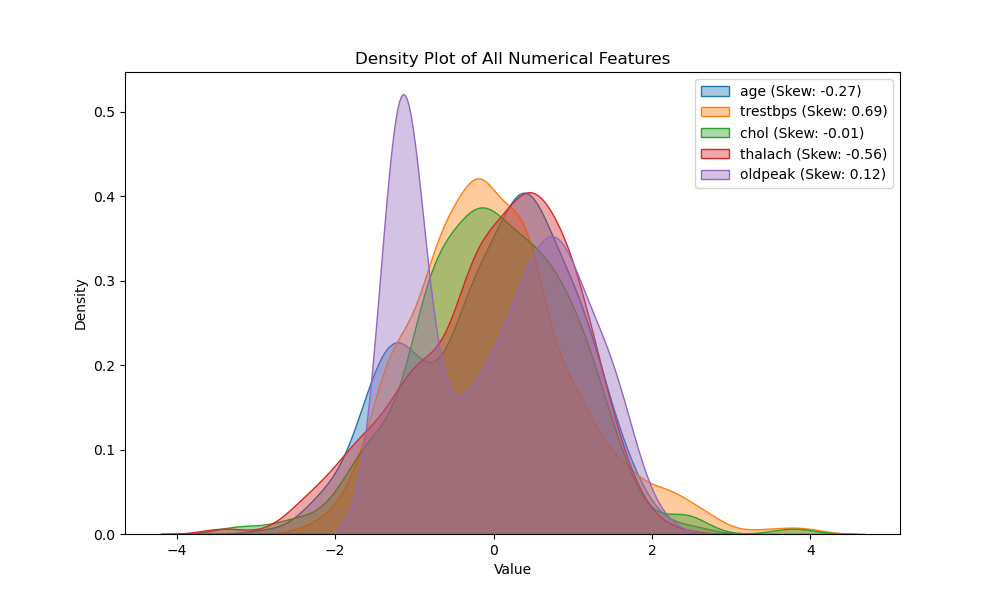 Density Plot of All Numerical Features
age (Skew: -0.27)
trestbps (Skew: 0.69)
chol (Skew: -0.01)
thalach (Skew: -0.56)
oldpeak (Skew: 0.12)
Density
0.5
0.4
0.3
0.2
0.1
0.0
−4
−2
0
2
4
Value